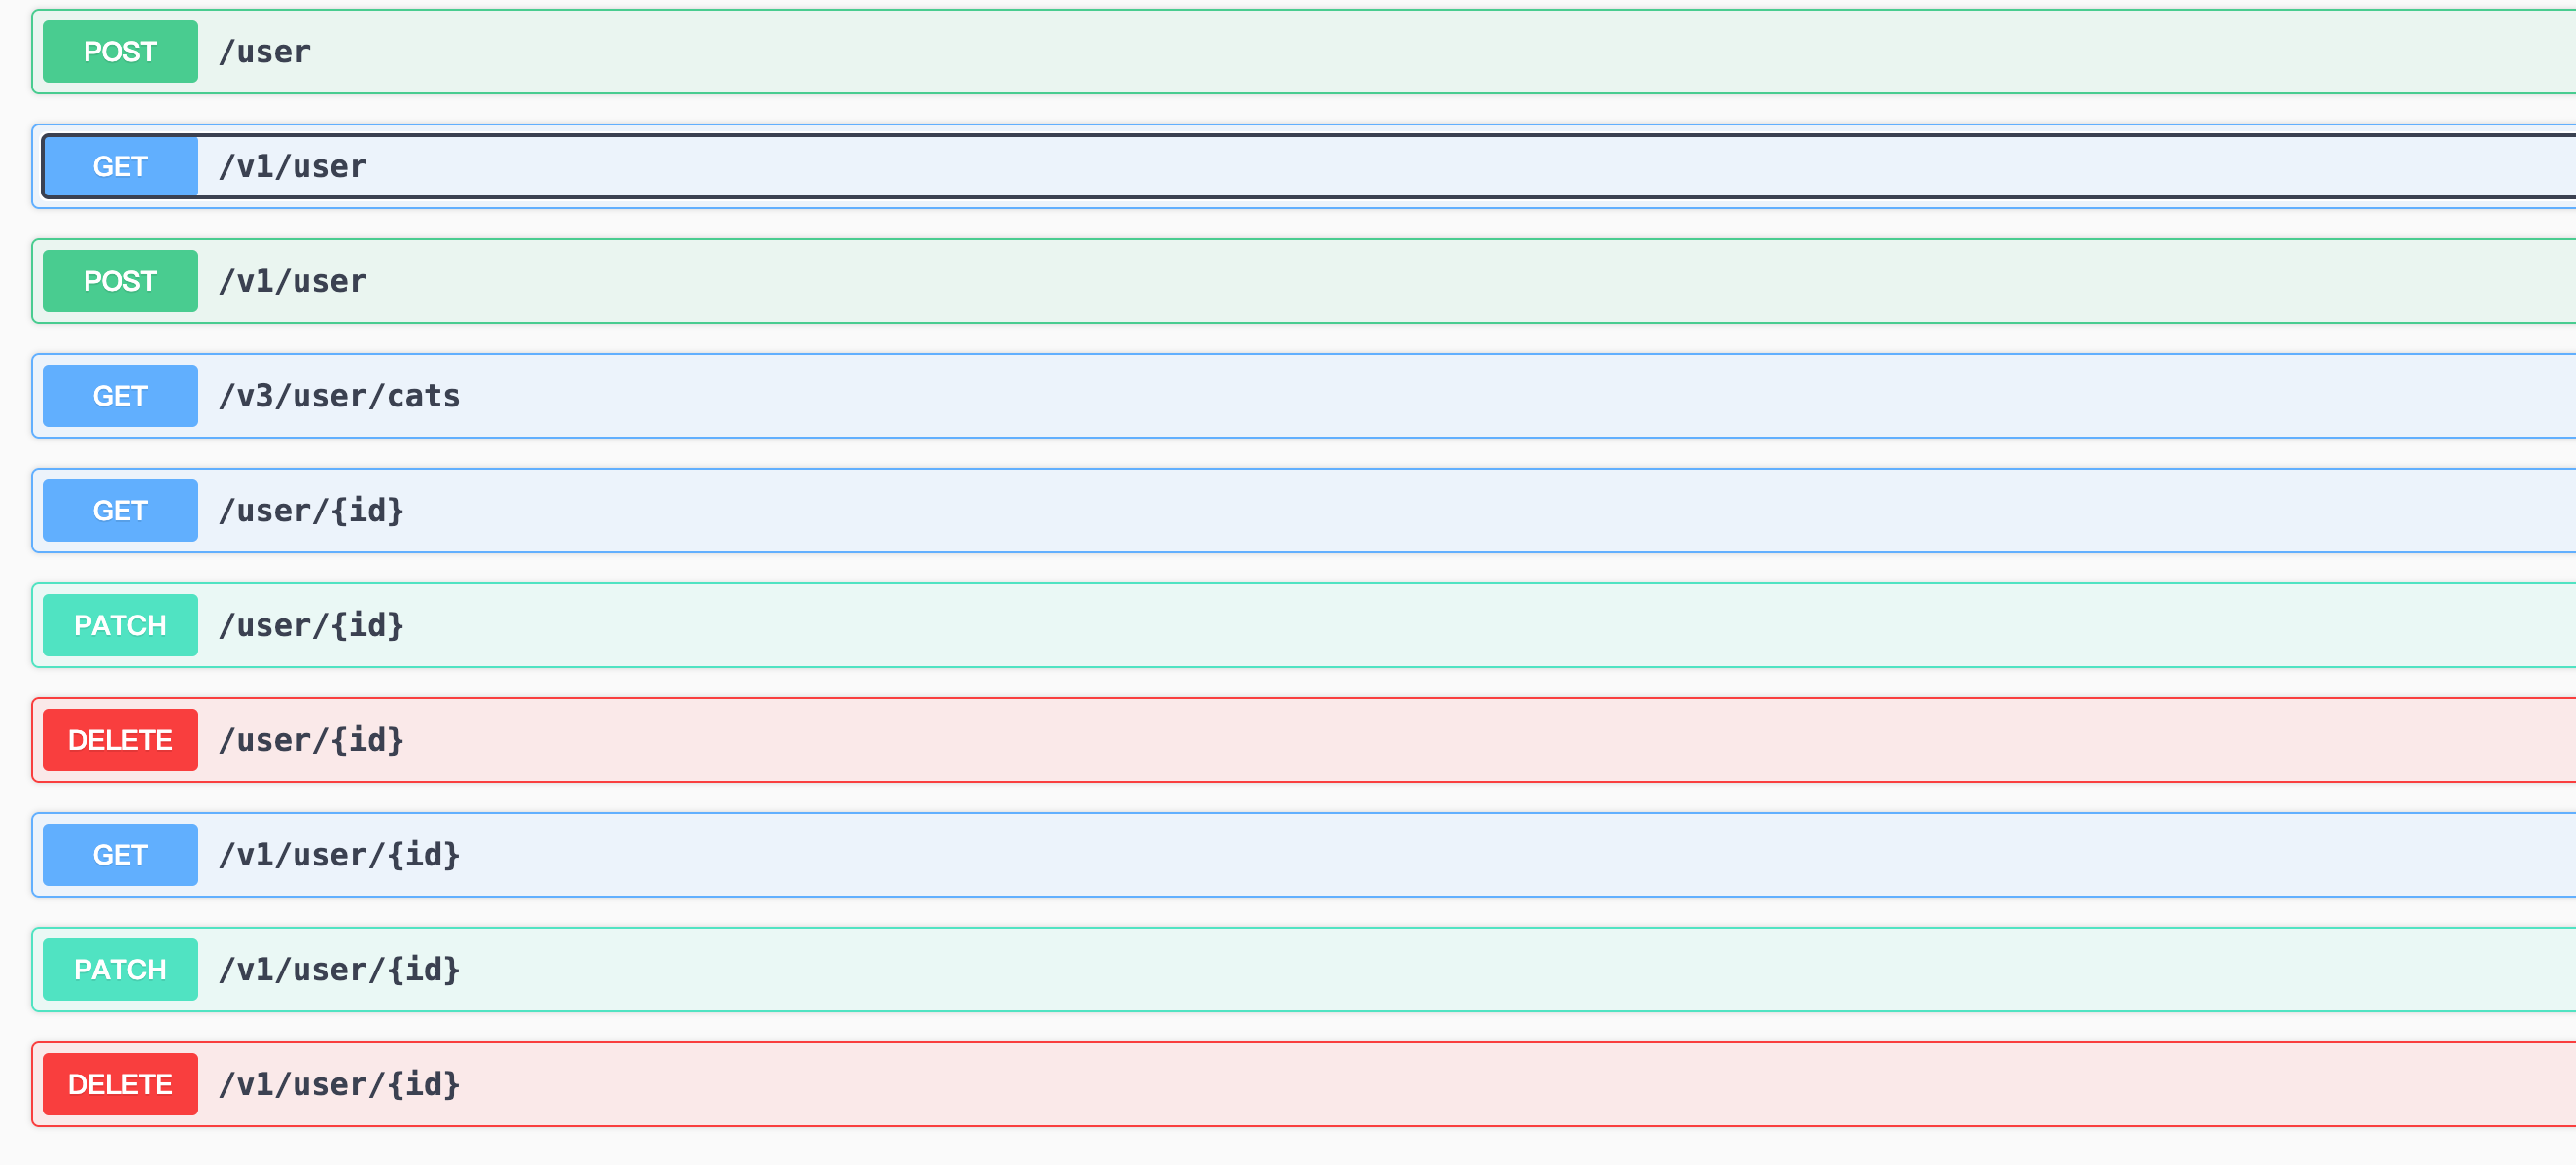 POST /user
GET /v1/user
POST /v1/user
GET /v3/user/cats
GET /user/{id}
PATCH /user/{id}
DELETE /user/{id}
GET /v1/user/{id}
PATCH /v1/user/{id}
DELETE /v1/user/{id}